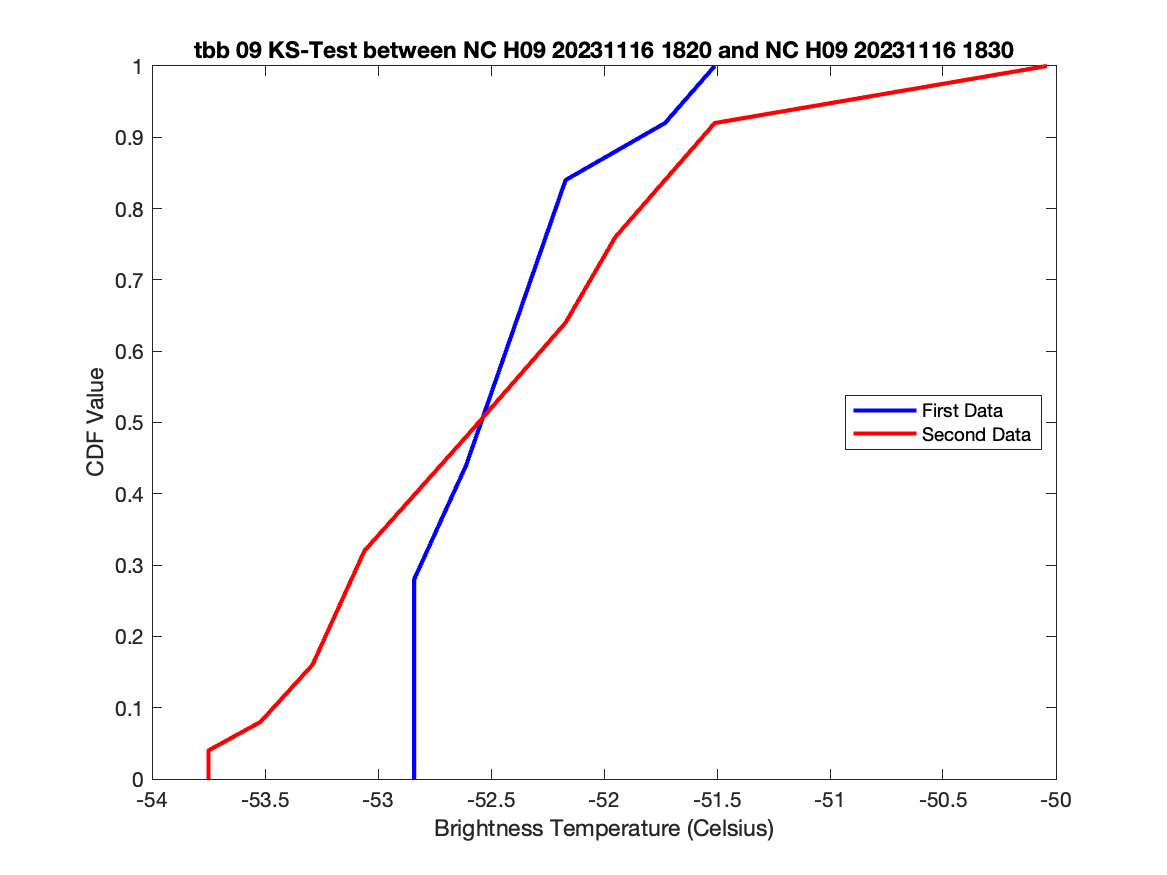 tbb 09 KS-Test between NC H09 20231116 1820 and NC H09 20231116 1830
1
0.9
0.8
0.7
0.6
0.5
0.4
0.3
0.2
0.1
0
CDF Value
First Data
Second Data
-54 -53.5 -53 -52.5 -52 -51.5 -51 -50.5 -50
Brightness Temperature (Celsius)